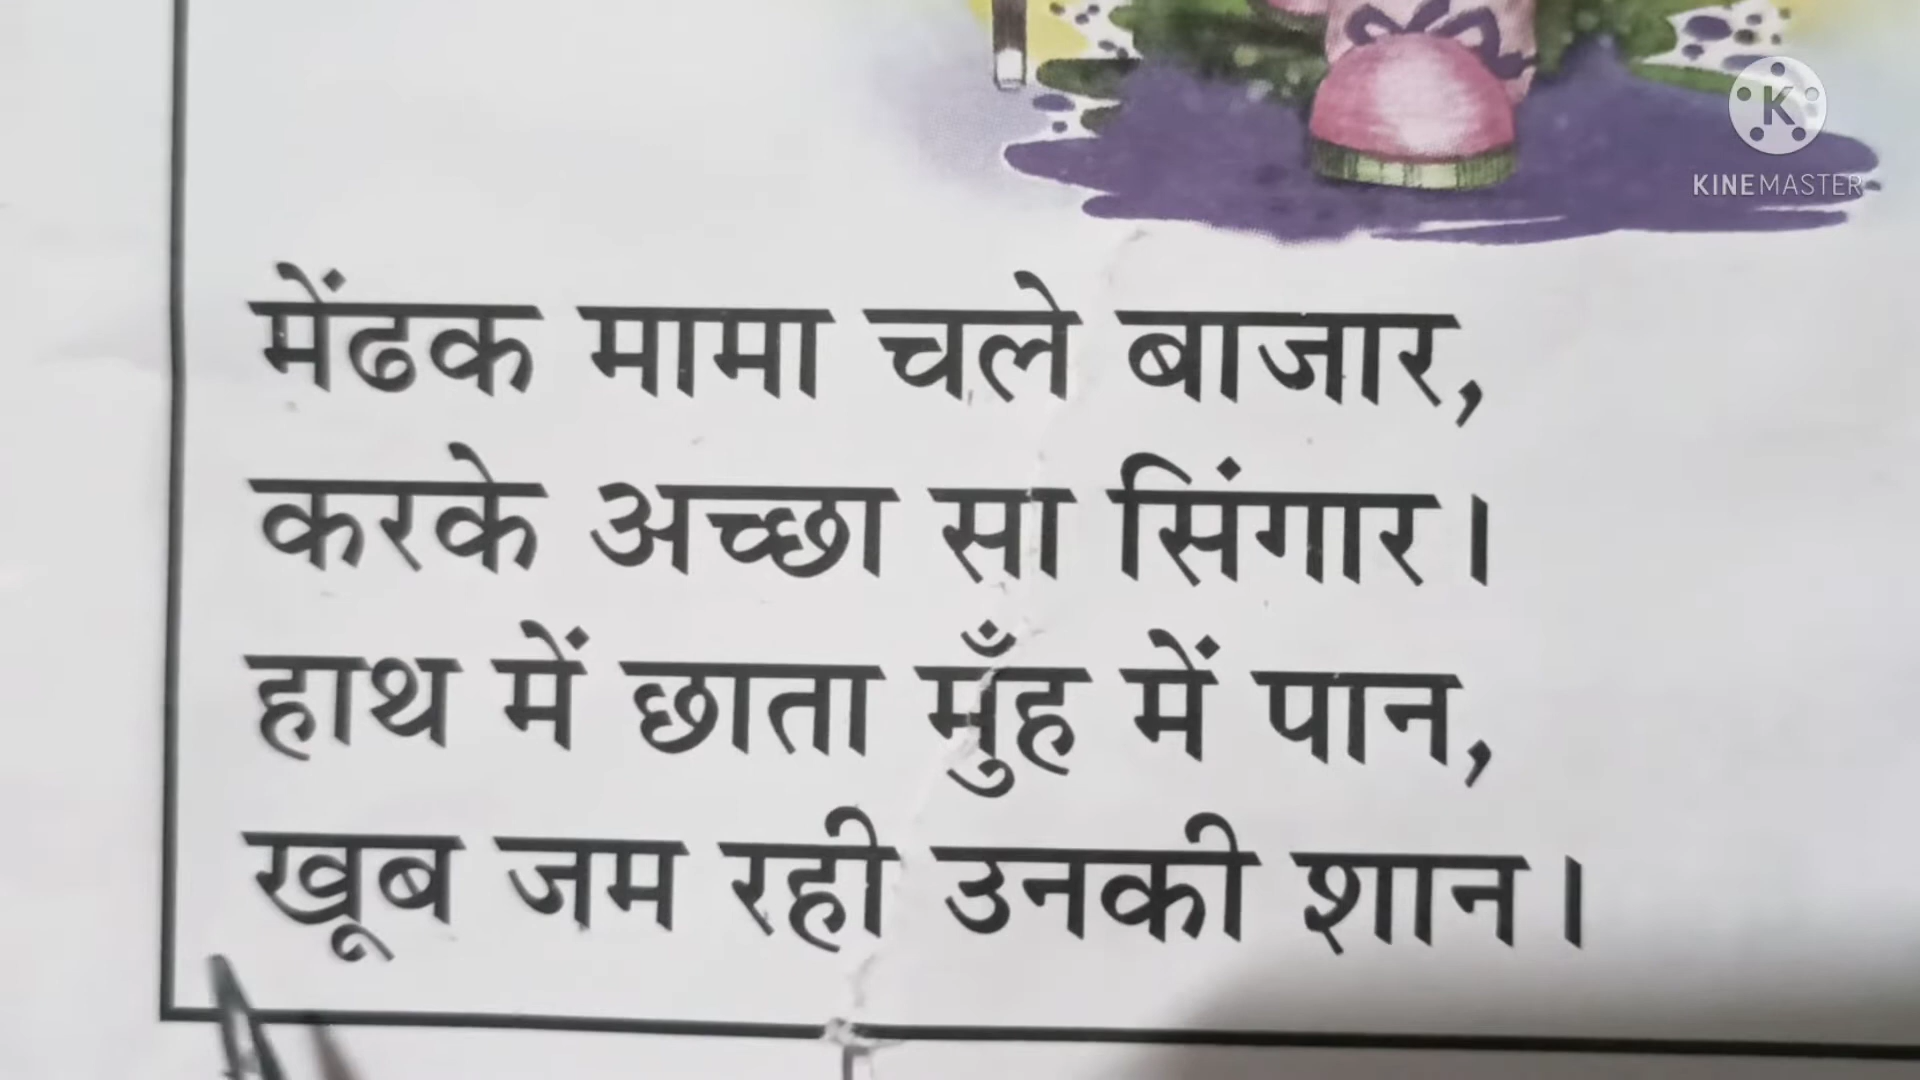 K
KINEMASTER
मेंढक मामा चले बाजार,
करके अच्छा सा सिंगार।
हाथ में छाता मुँह में पान,
खूब जम रही उनकी शान।